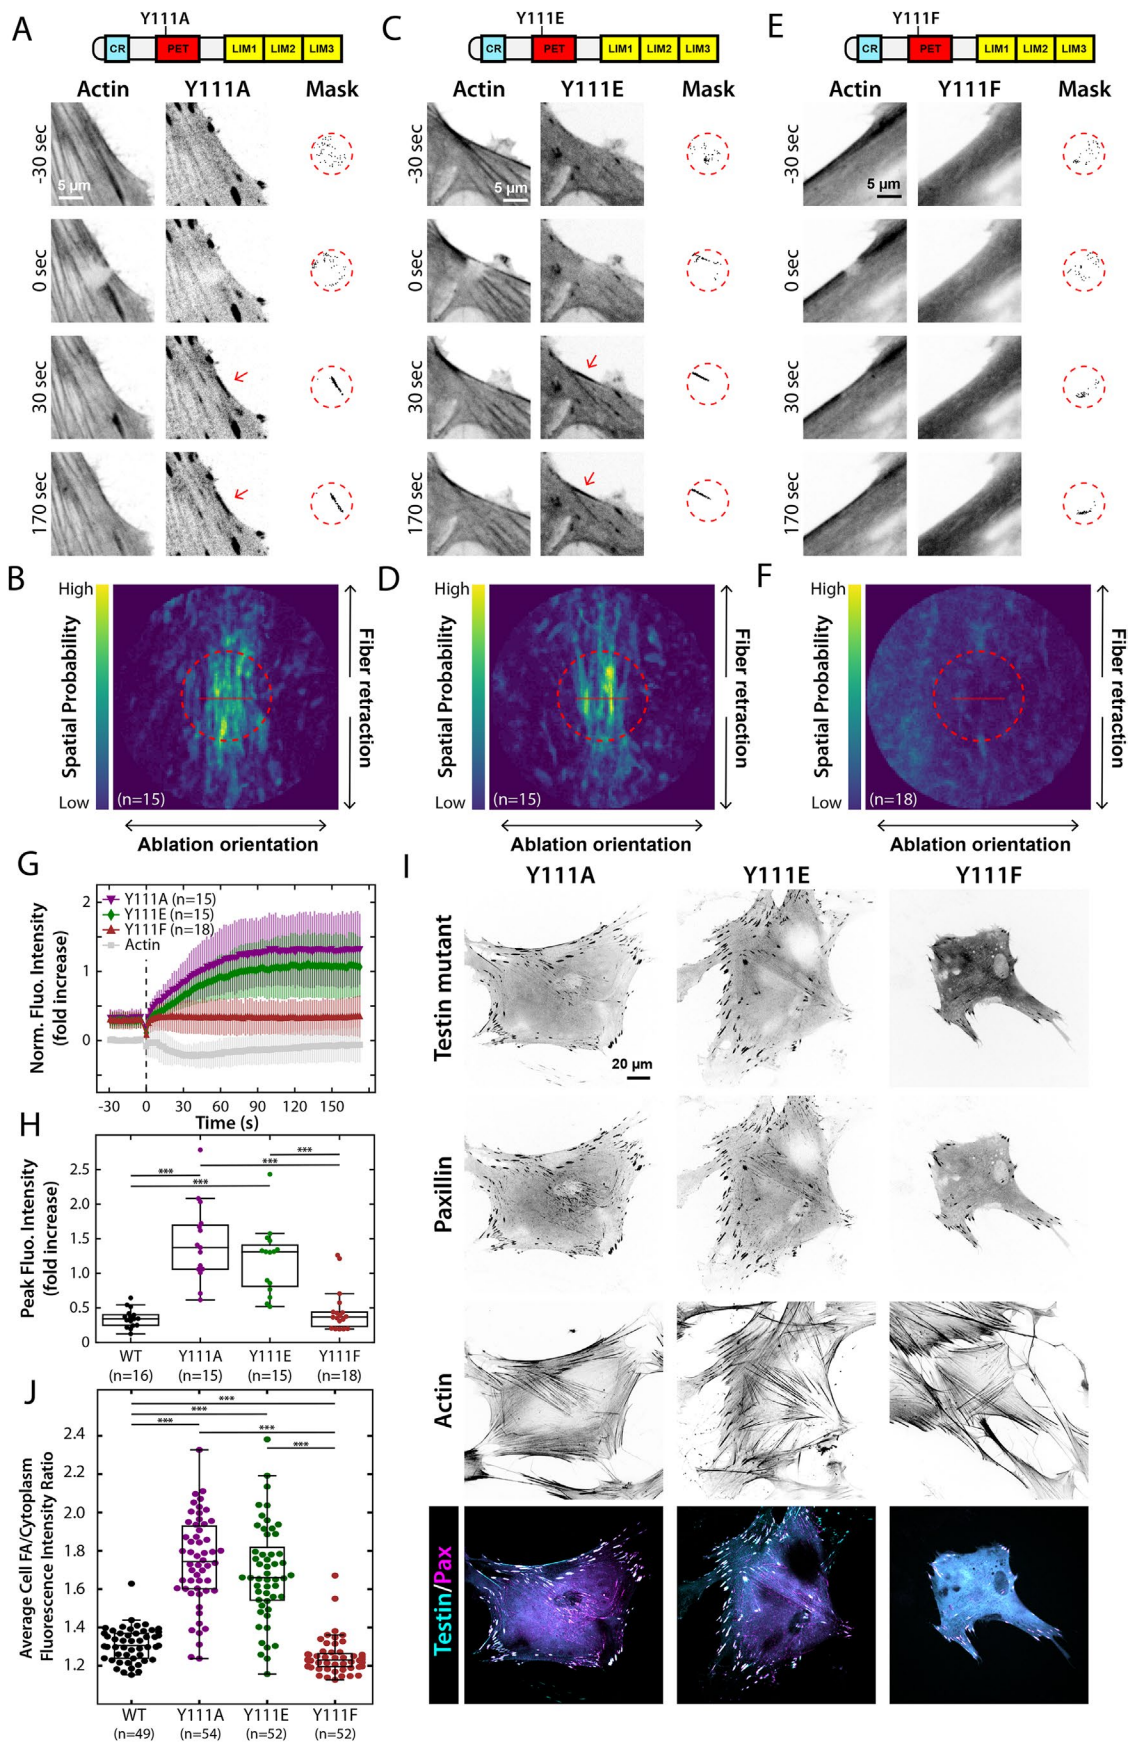 A
Y111A
CR PET LIM1 LIM2 LIM3
Actin Y111A Mask
-30 sec
5 μm
0 sec
30 sec
170 sec
C
Y111E
CR PET LIM1 LIM2 LIM3
Actin Y111E Mask
-30 sec
5 μm
0 sec
30 sec
170 sec
E
Y111F
CR PET LIM1 LIM2 LIM3
Actin Y111F Mask
-30 sec
5 μm
0 sec
30 sec
170 sec
B
High
Spatial Probability
Low
(n=15)
Fiber retraction
Ablation orientation
D
High
Spatial Probability
Low
(n=15)
Fiber retraction
Ablation orientation
F
High
Spatial Probability
Low
(n=18)
Fiber retraction
Ablation orientation
G
Norm. Fluo. Intensity
(fold increase)
2
1
0
Y111A (n=15)
Y111E (n=15)
Y111F (n=18)
Actin
-30 0 30 60 90 120 150
Time (s)
H
Peak Fluo. Intensity
(fold increase)
2.5
2.0
1.5
1.0
0.5
0
***
***
***
***
WT Y111A Y111E Y111F
(n=16) (n=15) (n=15) (n=18)
J
Average Cell FA/Cytoplasm
Fluorescence Intensity Ratio
2.4
2.2
2.0
1.8
1.6
1.4
1.2
***
***
***
***
***
WT Y111A Y111E Y111F
(n=49) (n=54) (n=52) (n=52)
I
Y111A Y111E Y111F
Testin mutant
20 μm
Paxillin
Actin
Testin/Pax